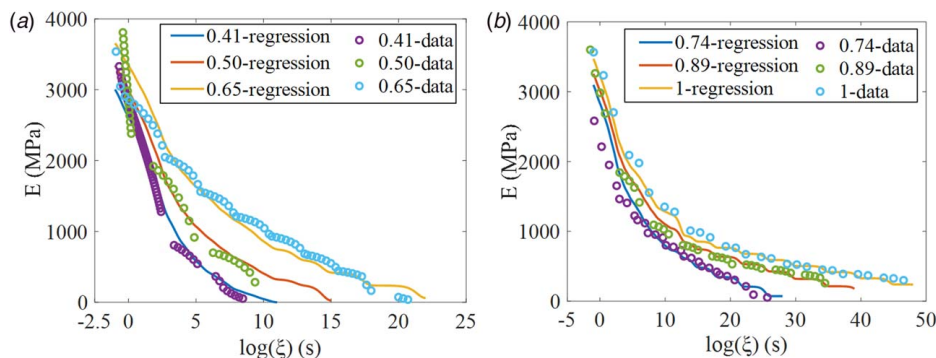 (a)
4000
3000
2000
1000
0
E (MPa)
0.41-regression
0.50-regression
0.65-regression
0.41-data
0.50-data
0.65-data
-2.5 0 5 10 15 20 25
log(ξ) (s)
(b)
4000
3000
2000
1000
0
E (MPa)
0.74-regression
0.89-regression
1-regression
0.74-data
0.89-data
1-data
-5 0 10 20 30 40 50
log(ξ) (s)